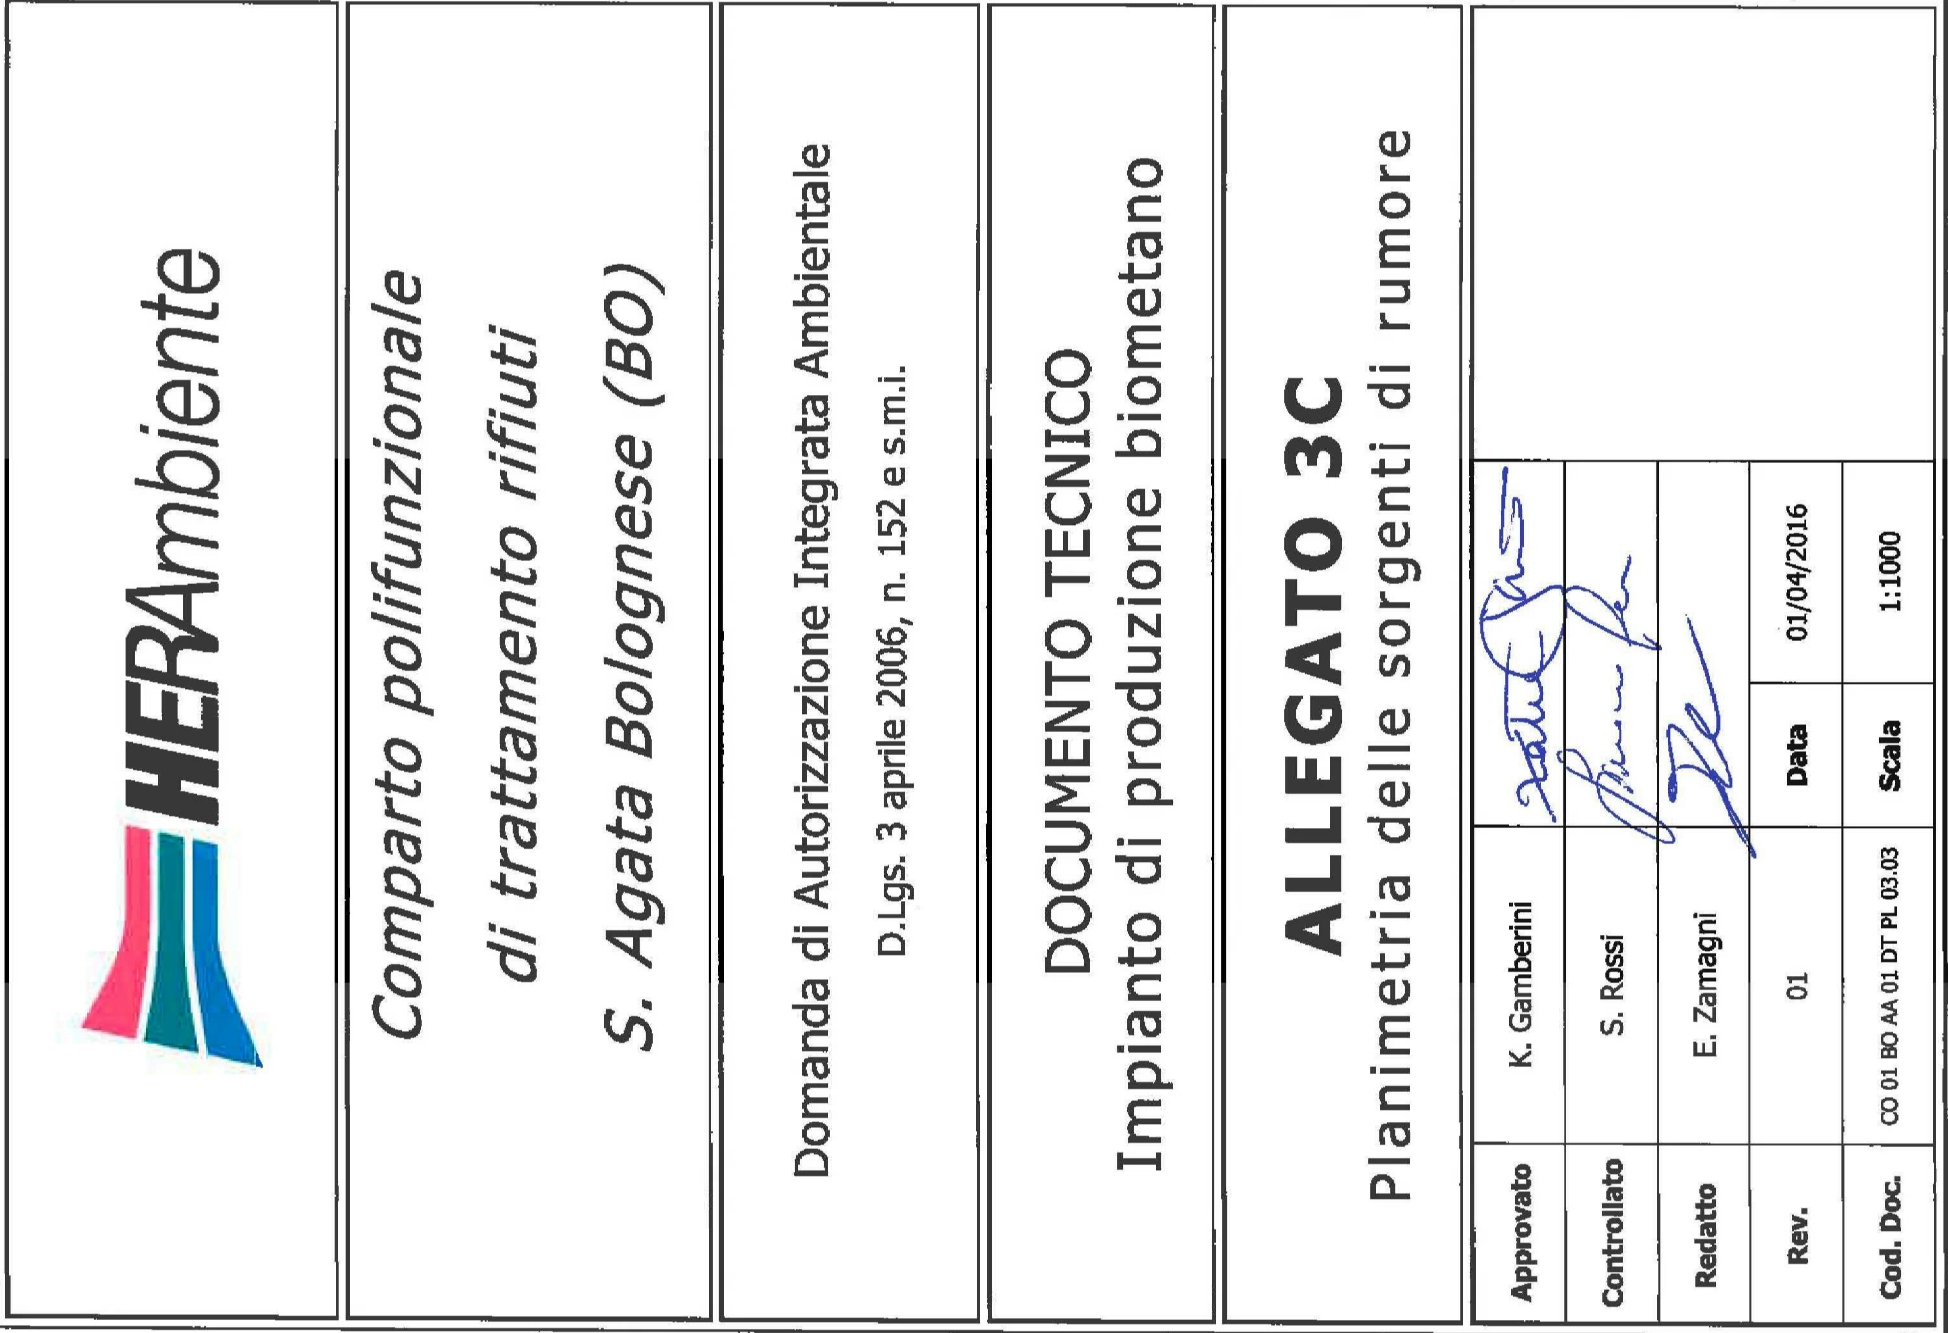 HERAmbiente
Comparto polifunzionale
di trattamento rifiuti
S. Agata Bolognese (BO)
Domanda di Autorizzazione Integrata Ambientale
D.Lgs. 3 aprile 2006, n. 152 e s.m.i.
DOCUMENTO TECNICO
Impianto di produzione biometano
ALLEGATO 3C
Planimetria delle sorgenti di rumore
Approvato K. Gamberini
Controllato S. Rossi
Redatto E. Zamagni
Rev. 01 Data 01/04/2016
Cod. Doc. CO 01 BO AA 01 DT PL 03.03 Scala 1:1000